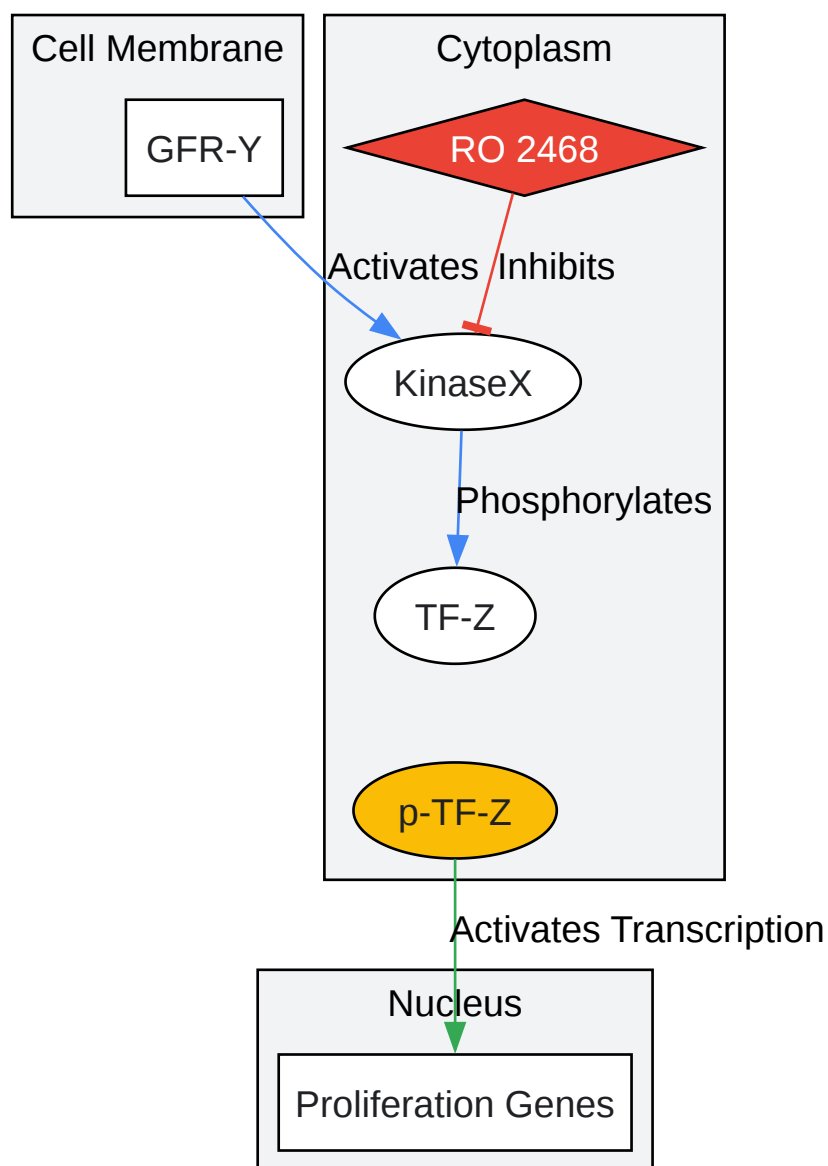 Cell Membrane
Cytoplasm
GFR-Y
RO 2468
Activates
Inhibits
KinaseX
Phosphorylates
TF-Z
p-TF-Z
Activates Transcription
Nucleus
Proliferation Genes